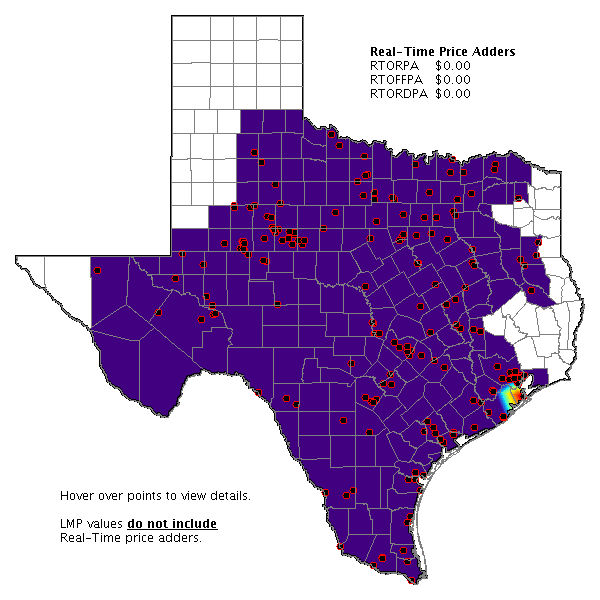 Real-Time Price Adders
RTORPA $0.00
RTOFFPA $0.00
RTORDPA $0.00
Hover over points to view details.
LMP values do not include
Real-Time price adders.